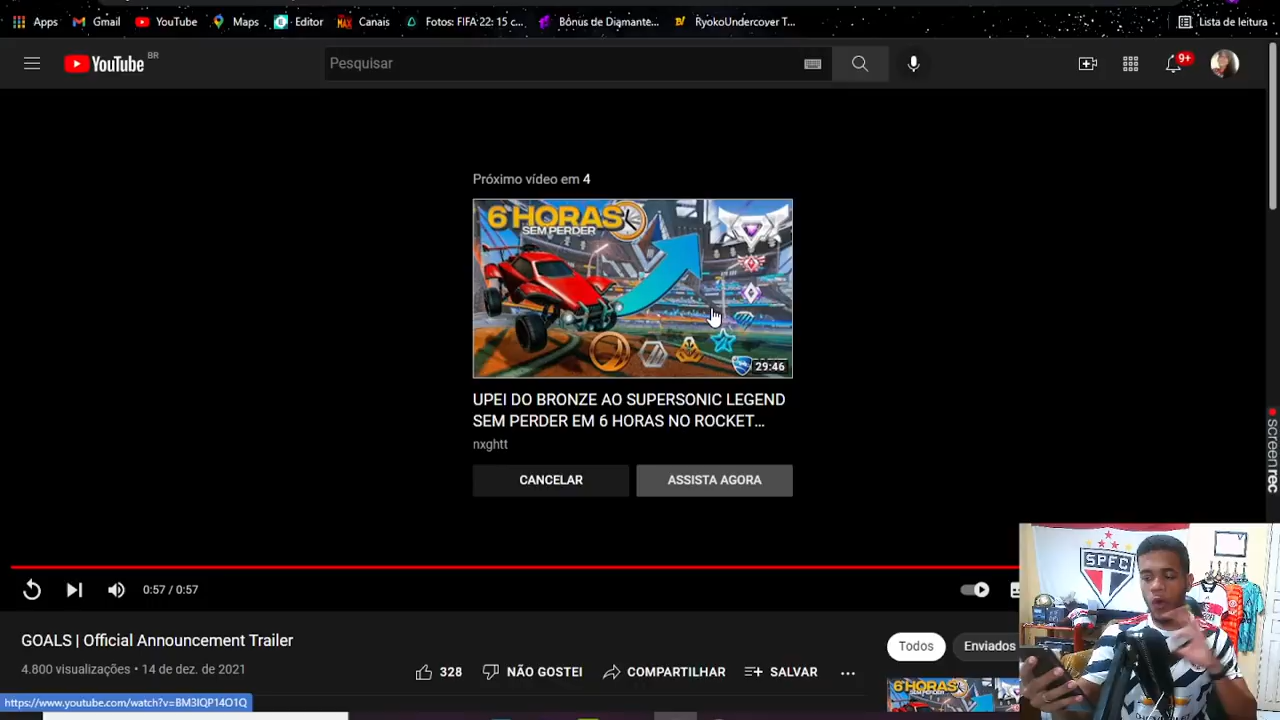 Apps Gmail YouTube Maps Editor Canais Fotos: FIFA 22: 15 c... Bônus de Diamante... RyokoUndercover T... Lista de leitura
YouTube BR
Pesquisar
9+
Próximo vídeo em 4
6 HORAS
SEM PERDER
29:46
UPEI DO BRONZE AO SUPERSONIC LEGEND
SEM PERDER EM 6 HORAS NO ROCKET...
nxghtt
CANCELAR ASSISTA AGORA
screenrec
SPFC
0:57 / 0:57
GOALS | Official Announcement Trailer
4.800 visualizações • 14 de dez. de 2021
328 NÃO GOSTEI COMPARTILHAR SALVAR
Todos Enviados
6 HORAS
https://www.youtube.com/watch?v=BM3IQP14O1Q